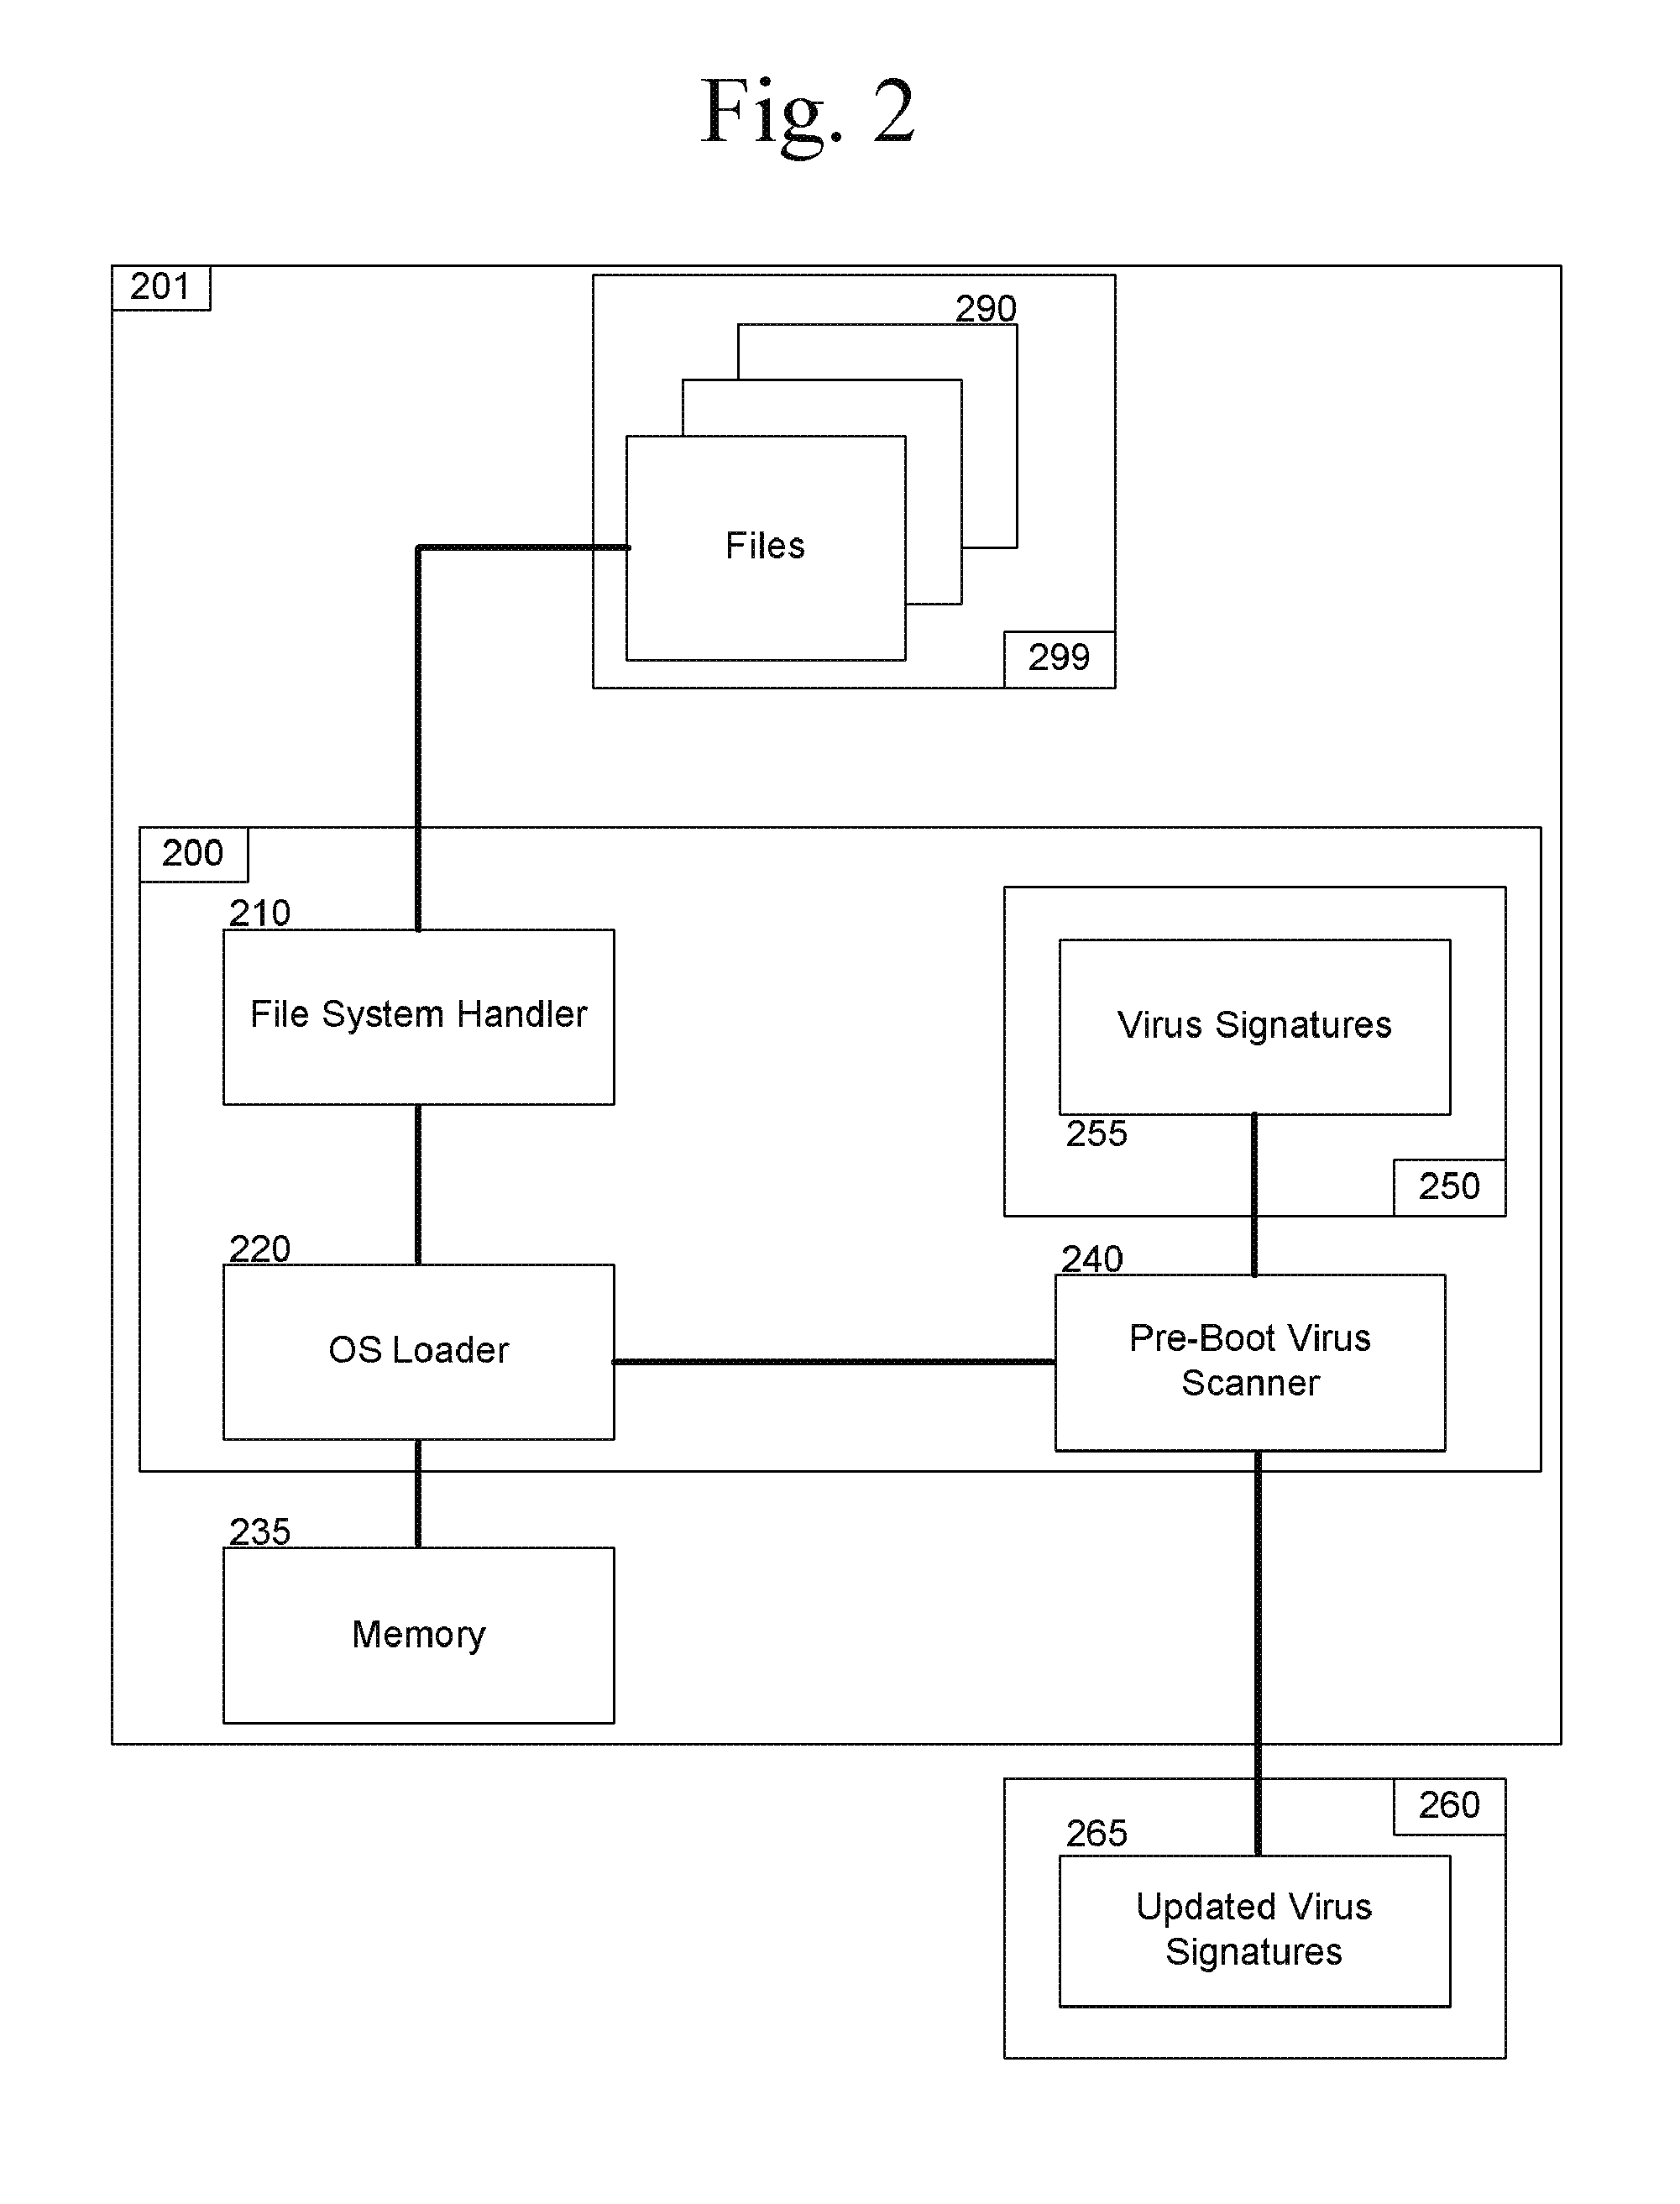 Fig. 2
201
290
Files
299
200
210
File System Handler
Virus Signatures
255
250
220
OS Loader
240
Pre-Boot Virus
Scanner
235
Memory
260
265
Updated Virus
Signatures